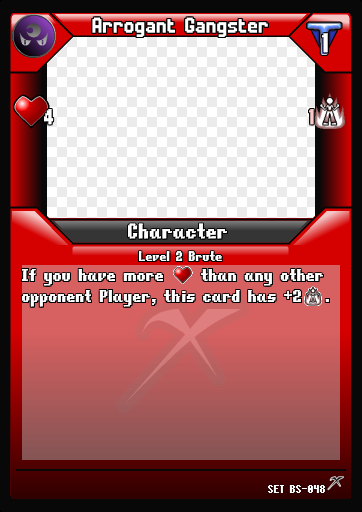 Arrogant Gangster
1
4
1
Character
Level 2 Brute
If you have more than any other
opponent Player, this card has +2 .
SET BS-048